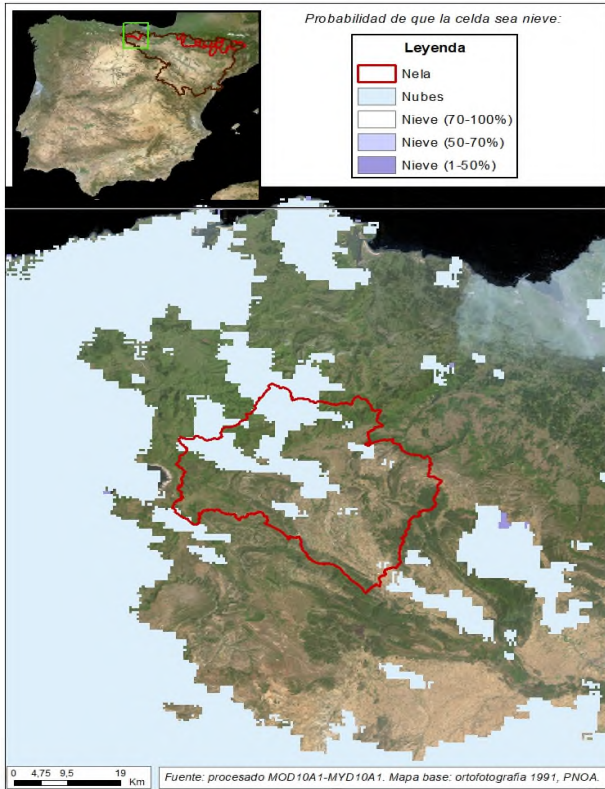 Probabilidad de que la celda sea nieve:
Leyenda
Nela
Nubes
Nieve (70-100%)
Nieve (50-70%)
Nieve (1-50%)
0 4,75 9,5 19
Km
Fuente: procesado MOD10A1-MYD10A1. Mapa base: ortofotografía 1991, PNOA.